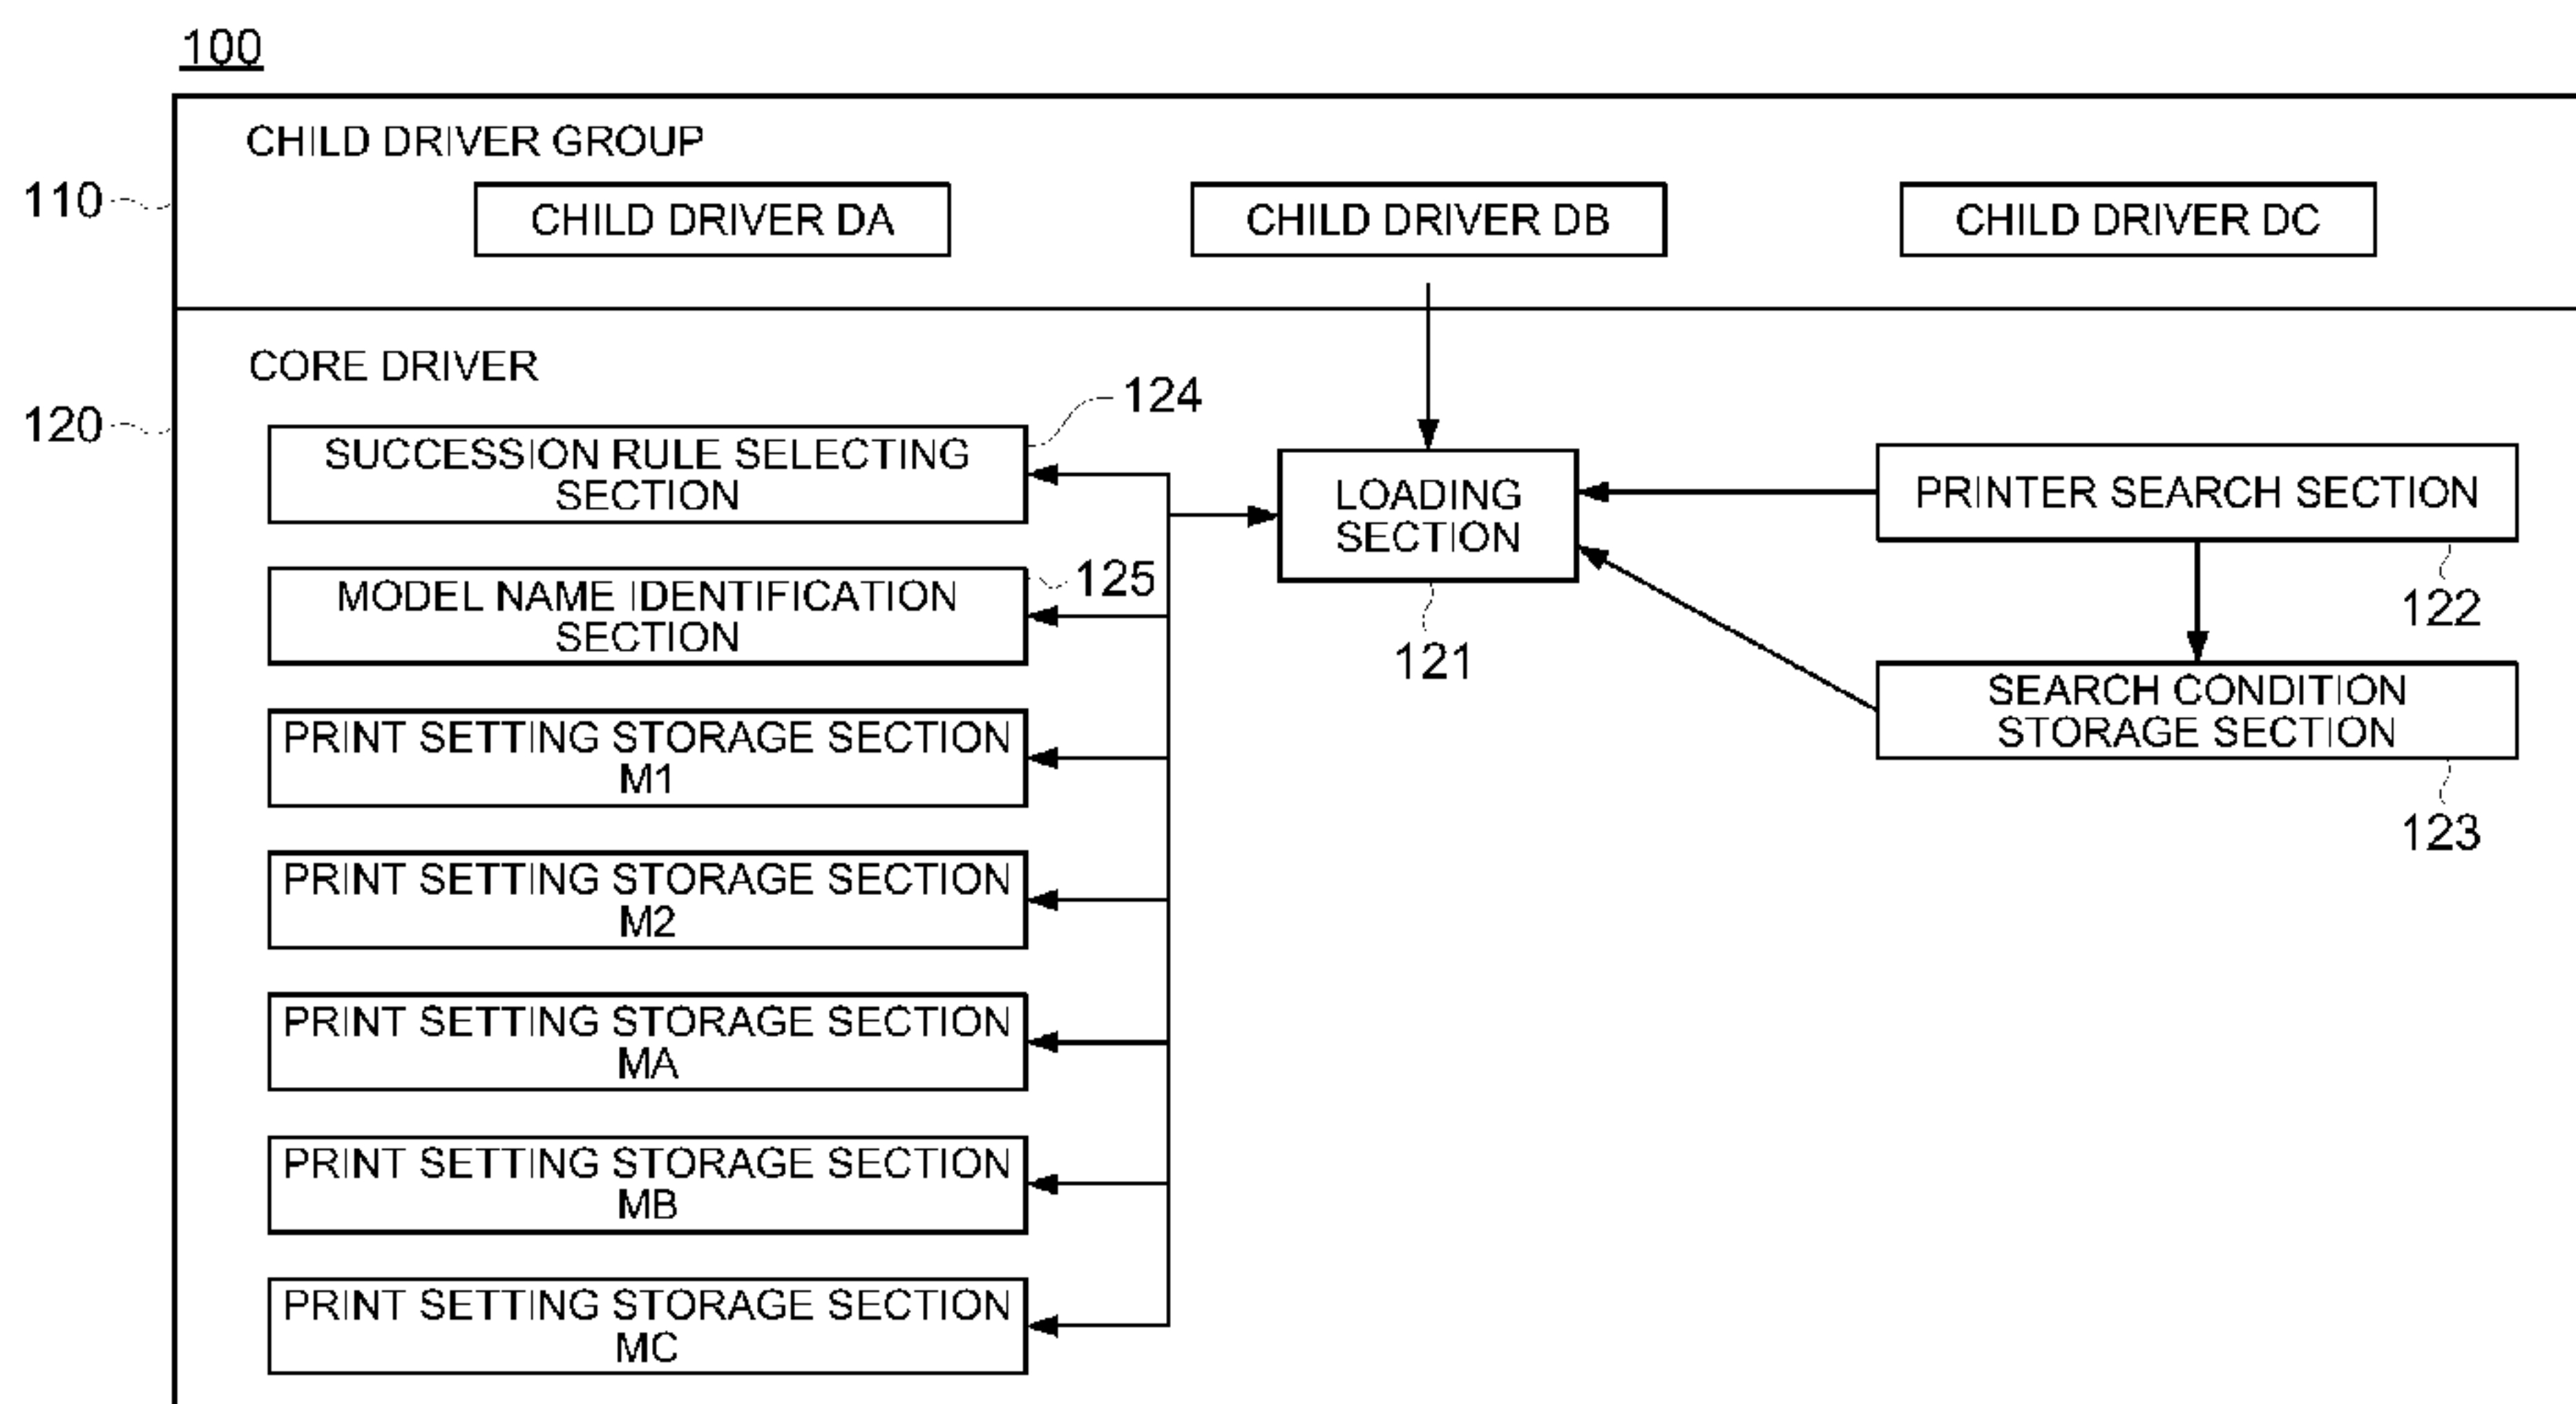 100
CHILD DRIVER GROUP
110
CHILD DRIVER DA
CHILD DRIVER DB
CHILD DRIVER DC
CORE DRIVER
120
124
SUCCESSION RULE SELECTING
SECTION
125
MODEL NAME IDENTIFICATION
SECTION
PRINT SETTING STORAGE SECTION
M1
PRINT SETTING STORAGE SECTION
M2
PRINT SETTING STORAGE SECTION
MA
PRINT SETTING STORAGE SECTION
MB
PRINT SETTING STORAGE SECTION
MC
LOADING
SECTION
121
PRINTER SEARCH SECTION
122
SEARCH CONDITION
STORAGE SECTION
123